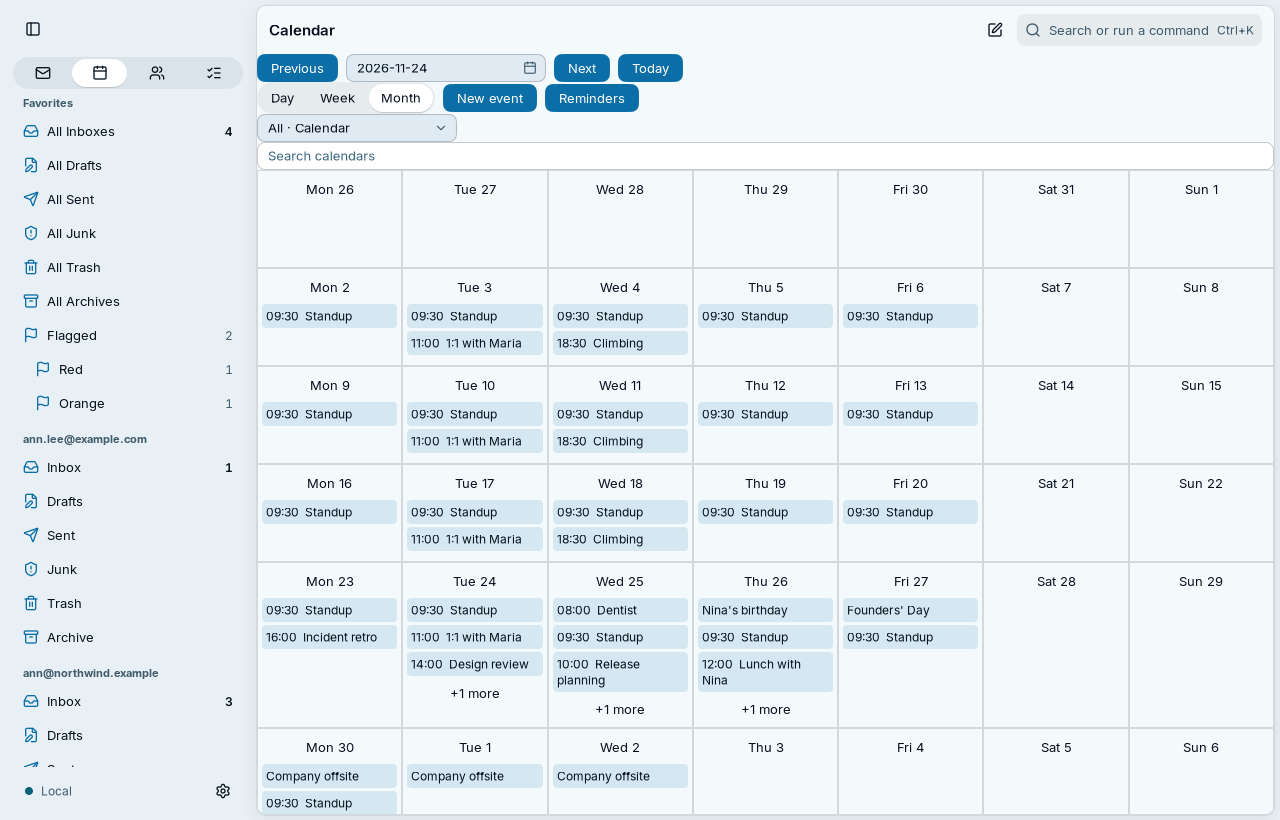 Calendar
Search or run a command Ctrl+K
Previous 2026-11-24 Next Today
Day Week Month New event Reminders
All · Calendar
Search calendars
Favorites
All Inboxes 4
All Drafts
All Sent
All Junk
All Trash
All Archives
Flagged 2
Red 1
Orange 1
ann.lee@example.com
Inbox 1
Drafts
Sent
Junk
Trash
Archive
ann@northwind.example
Inbox 3
Drafts
Local
Mon 26 Tue 27 Wed 28 Thu 29 Fri 30 Sat 31 Sun 1
Mon 2 Tue 3 Wed 4 Thu 5 Fri 6 Sat 7 Sun 8
09:30 Standup 09:30 Standup 09:30 Standup 09:30 Standup 09:30 Standup
11:00 1:1 with Maria 18:30 Climbing
Mon 9 Tue 10 Wed 11 Thu 12 Fri 13 Sat 14 Sun 15
09:30 Standup 09:30 Standup 09:30 Standup 09:30 Standup 09:30 Standup
11:00 1:1 with Maria 18:30 Climbing
Mon 16 Tue 17 Wed 18 Thu 19 Fri 20 Sat 21 Sun 22
09:30 Standup 09:30 Standup 09:30 Standup 09:30 Standup 09:30 Standup
11:00 1:1 with Maria 18:30 Climbing
Mon 23 Tue 24 Wed 25 Thu 26 Fri 27 Sat 28 Sun 29
09:30 Standup 09:30 Standup 08:00 Dentist Nina's birthday Founders' Day
16:00 Incident retro 11:00 1:1 with Maria 09:30 Standup 09:30 Standup 09:30 Standup
14:00 Design review 10:00 Release 12:00 Lunch with
planning Nina
+1 more
+1 more +1 more
Mon 30 Tue 1 Wed 2 Thu 3 Fri 4 Sat 5 Sun 6
Company offsite Company offsite Company offsite
09:30 Standup